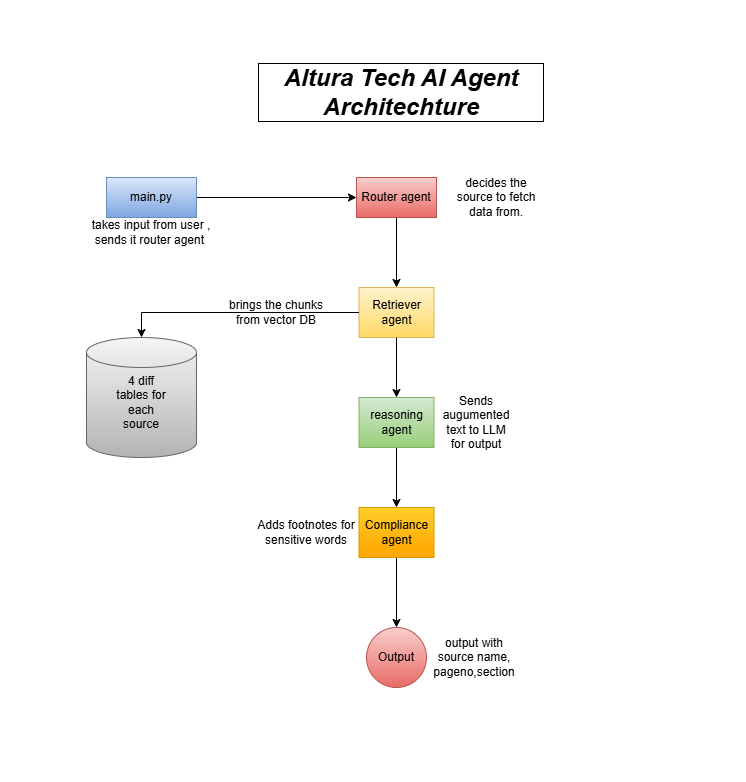 Altura Tech AI Agent
Architechture
main.py
takes input from user ,
sends it router agent
Router agent
decides the
source to fetch
data from.
brings the chunks
from vector DB
Retriever
agent
4 diff
tables for
each
source
reasoning
agent
Sends
augumented
text to LLM
for output
Adds footnotes for
sensitive words
Compliance
agent
Output
output with
source name,
pageno,section